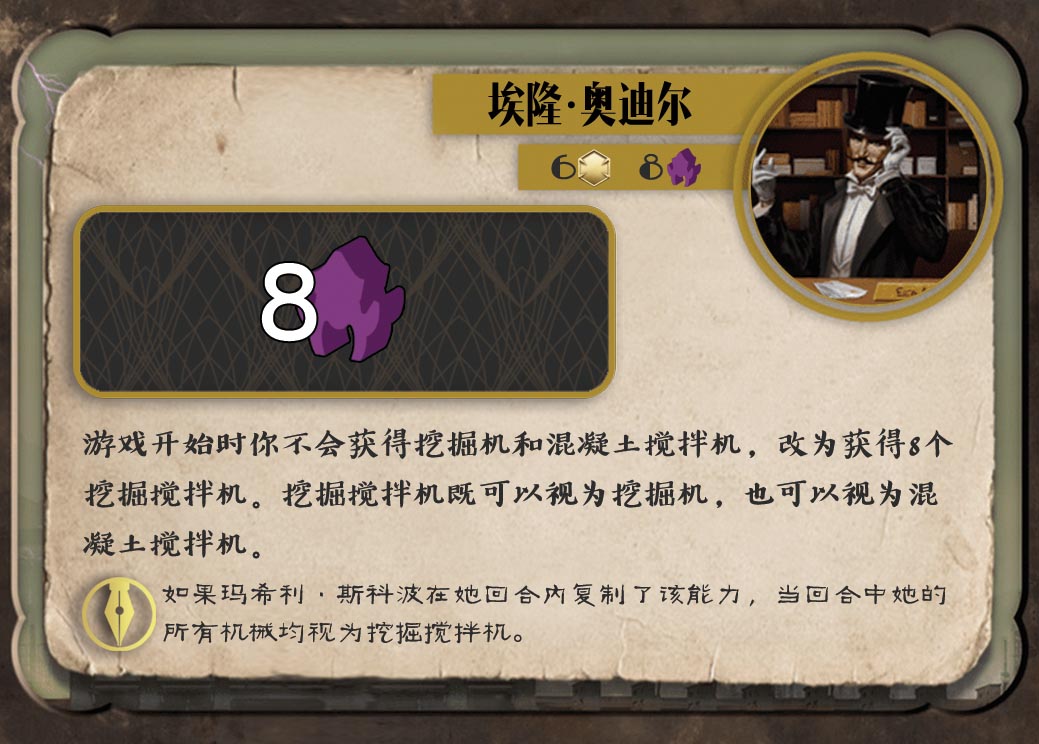 埃隆·奥迪尔
6 8
8
游戏开始时你不会获得挖掘机和混凝土搅拌机，改为获得8个
挖掘搅拌机。挖掘搅拌机既可以视为挖掘机，也可以视为混
凝土搅拌机。
如果玛希利·斯科波在她回合内复制了该能力，当回合中她的
所有机械均视为挖掘搅拌机。